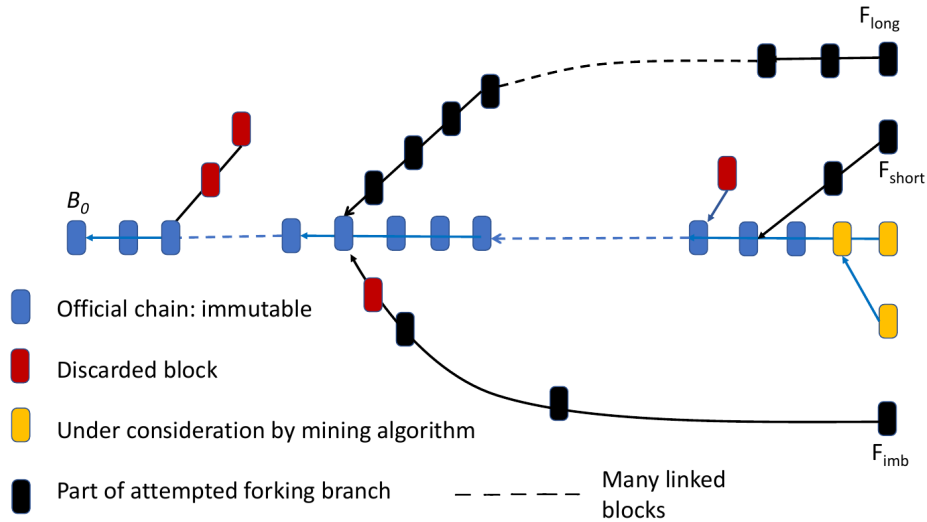 F_long
F_short
B_0
Official chain: immutable
Discarded block
Under consideration by mining algorithm
F_imb
Part of attempted forking branch
Many linked
blocks